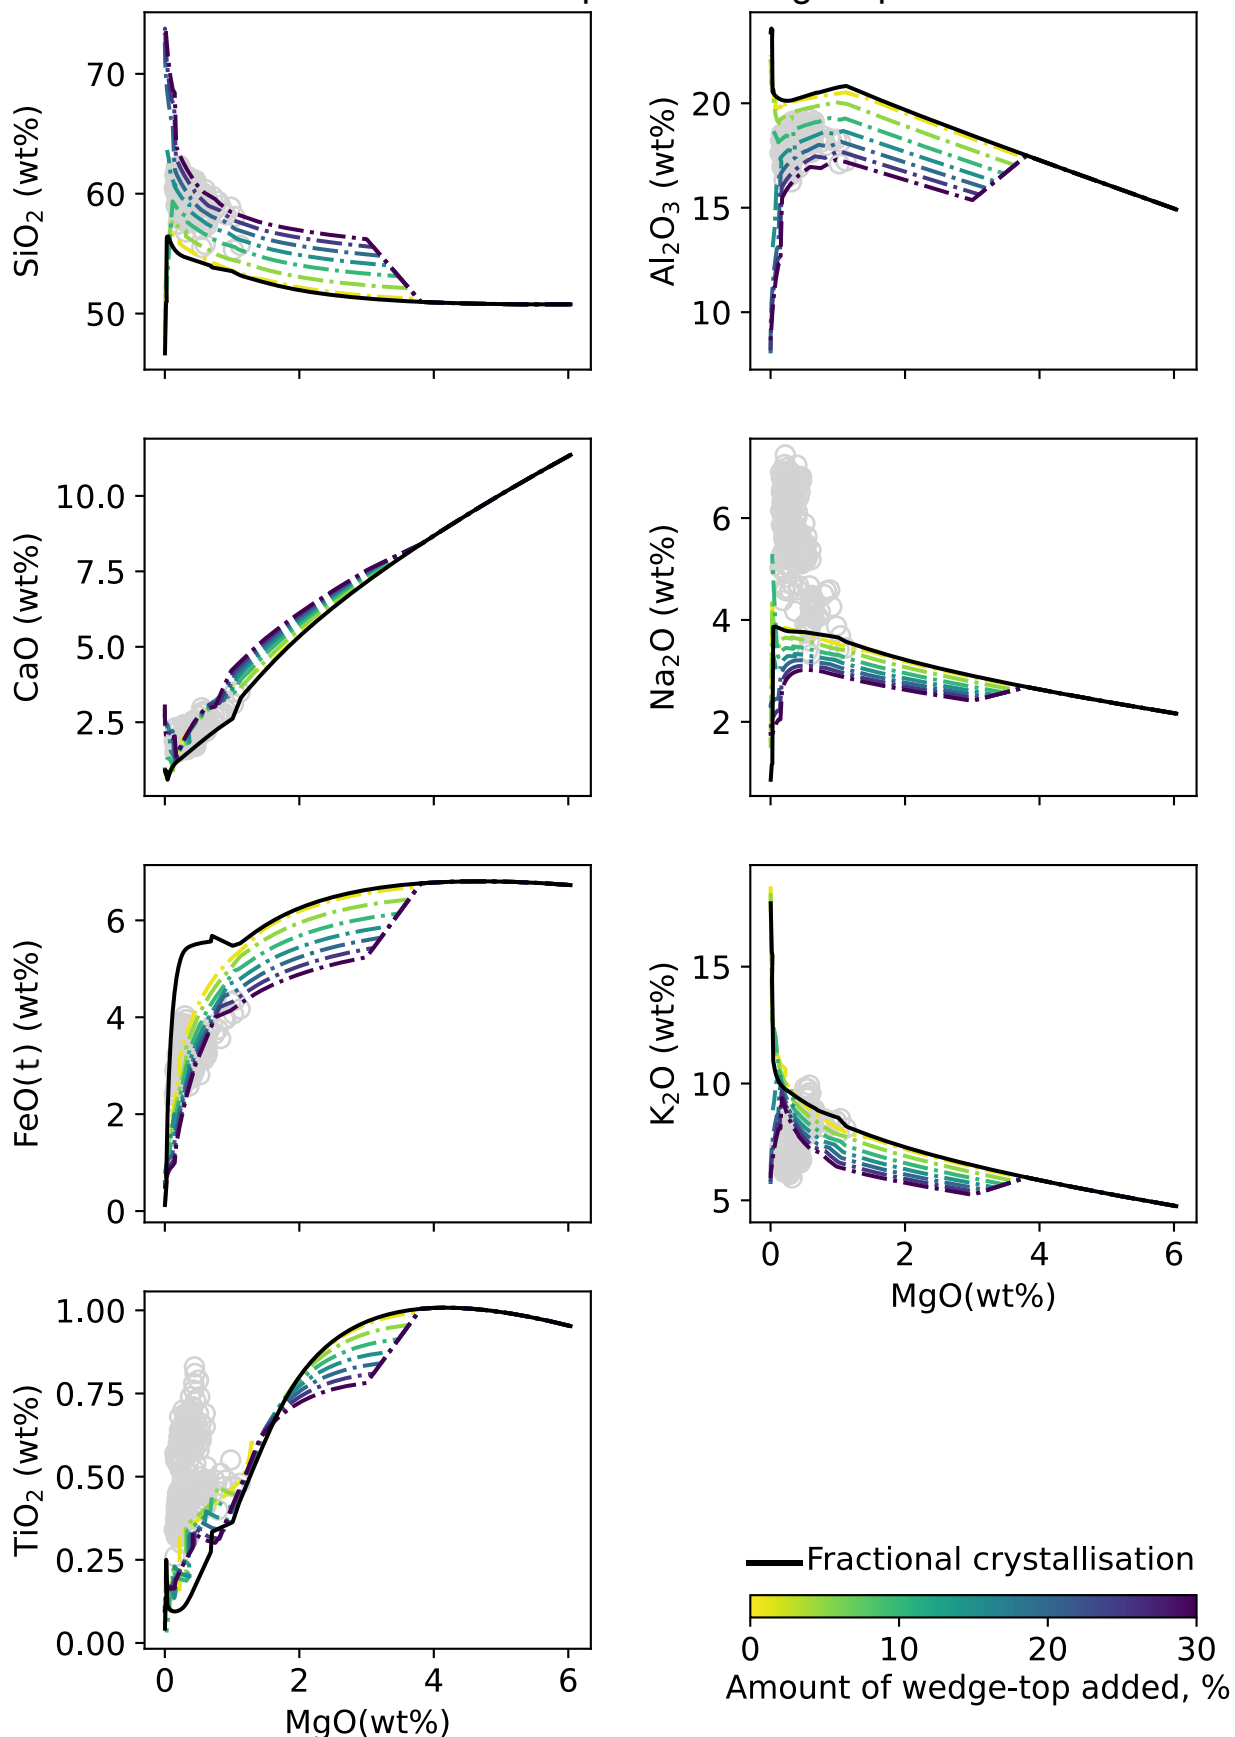 SiO₂ (wt%)
70
60
50
Al₂O₃ (wt%)
20
15
10
CaO (wt%)
10.0
7.5
5.0
2.5
Na₂O (wt%)
6
4
2
FeO(t) (wt%)
6
4
2
0
K₂O (wt%)
15
10
5
0 2 4 6
MgO(wt%)
TiO₂ (wt%)
1.00
0.75
0.50
0.25
0.00
0 2 4 6
MgO(wt%)
Fractional crystallisation
0 10 20 30
Amount of wedge-top added, %